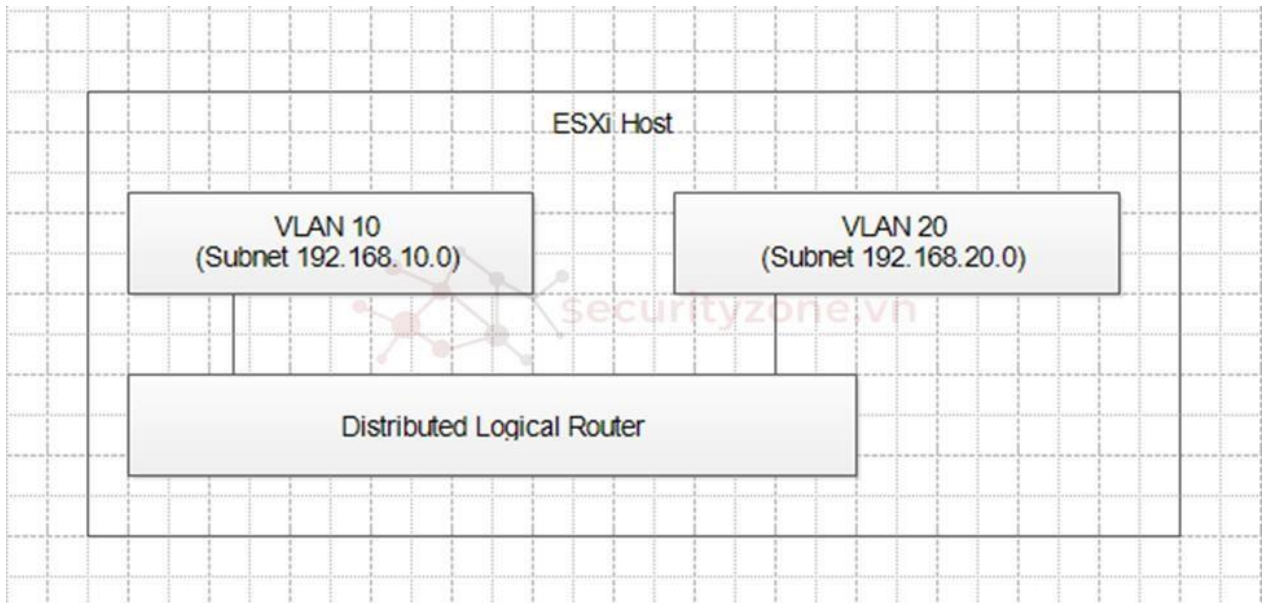 ESXi Host
VLAN 10
(Subnet 192.168.10.0)
VLAN 20
(Subnet 192.168.20.0)
securityzone.vn
Distributed Logical Router